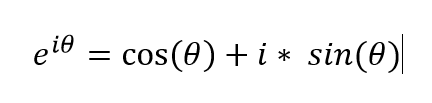 e^{iθ} = cos(θ) + i * sin(θ)